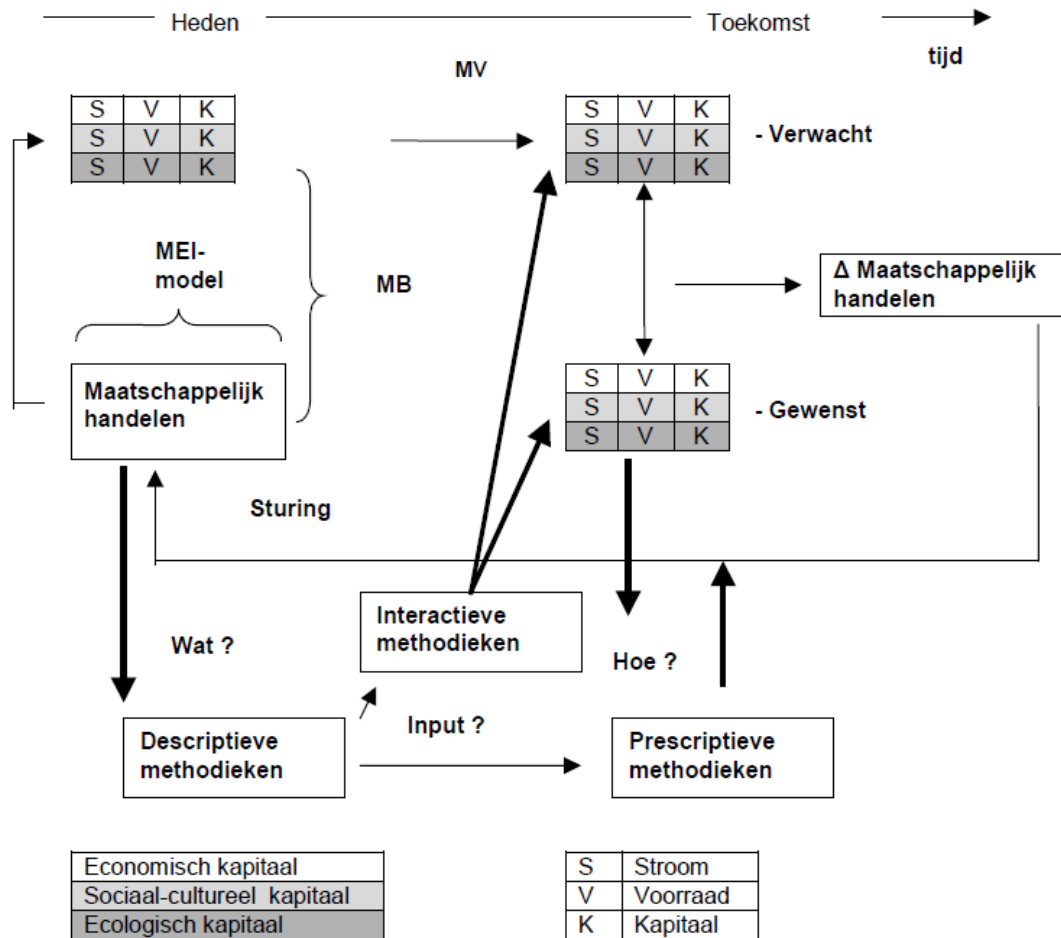 Heden
Toekomst
tijd
MV
S V K
S V K
S V K
S V K
S V K
S V K
- Verwacht
MEI-
model
MB
Δ Maatschappelijk
handelen
Maatschappelijk
handelen
S V K
S V K
S V K
- Gewenst
Sturing
Interactieve
methodieken
Wat ?
Hoe ?
Input ?
Descriptieve
methodieken
Prescriptieve
methodieken
Economisch kapitaal
Sociaal-cultureel kapitaal
Ecologisch kapitaal
S Stroom
V Voorraad
K Kapitaal